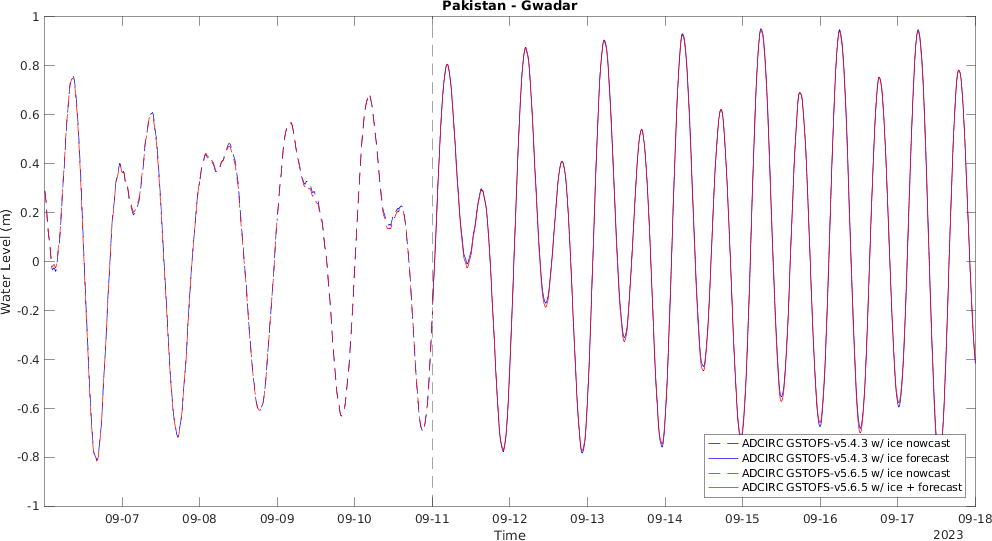 Pakistan - Gwadar
1
0.8
0.6
0.4
0.2
0
-0.2
-0.4
-0.6
-0.8
-1
Water Level (m)
09-07 09-08 09-09 09-10 09-11 09-12 09-13 09-14 09-15 09-16 09-17 09-18
Time
2023
ADCIRC GSTOFS-v5.4.3 w/ ice nowcast
ADCIRC GSTOFS-v5.4.3 w/ ice forecast
ADCIRC GSTOFS-v5.6.5 w/ ice nowcast
ADCIRC GSTOFS-v5.6.5 w/ ice + forecast